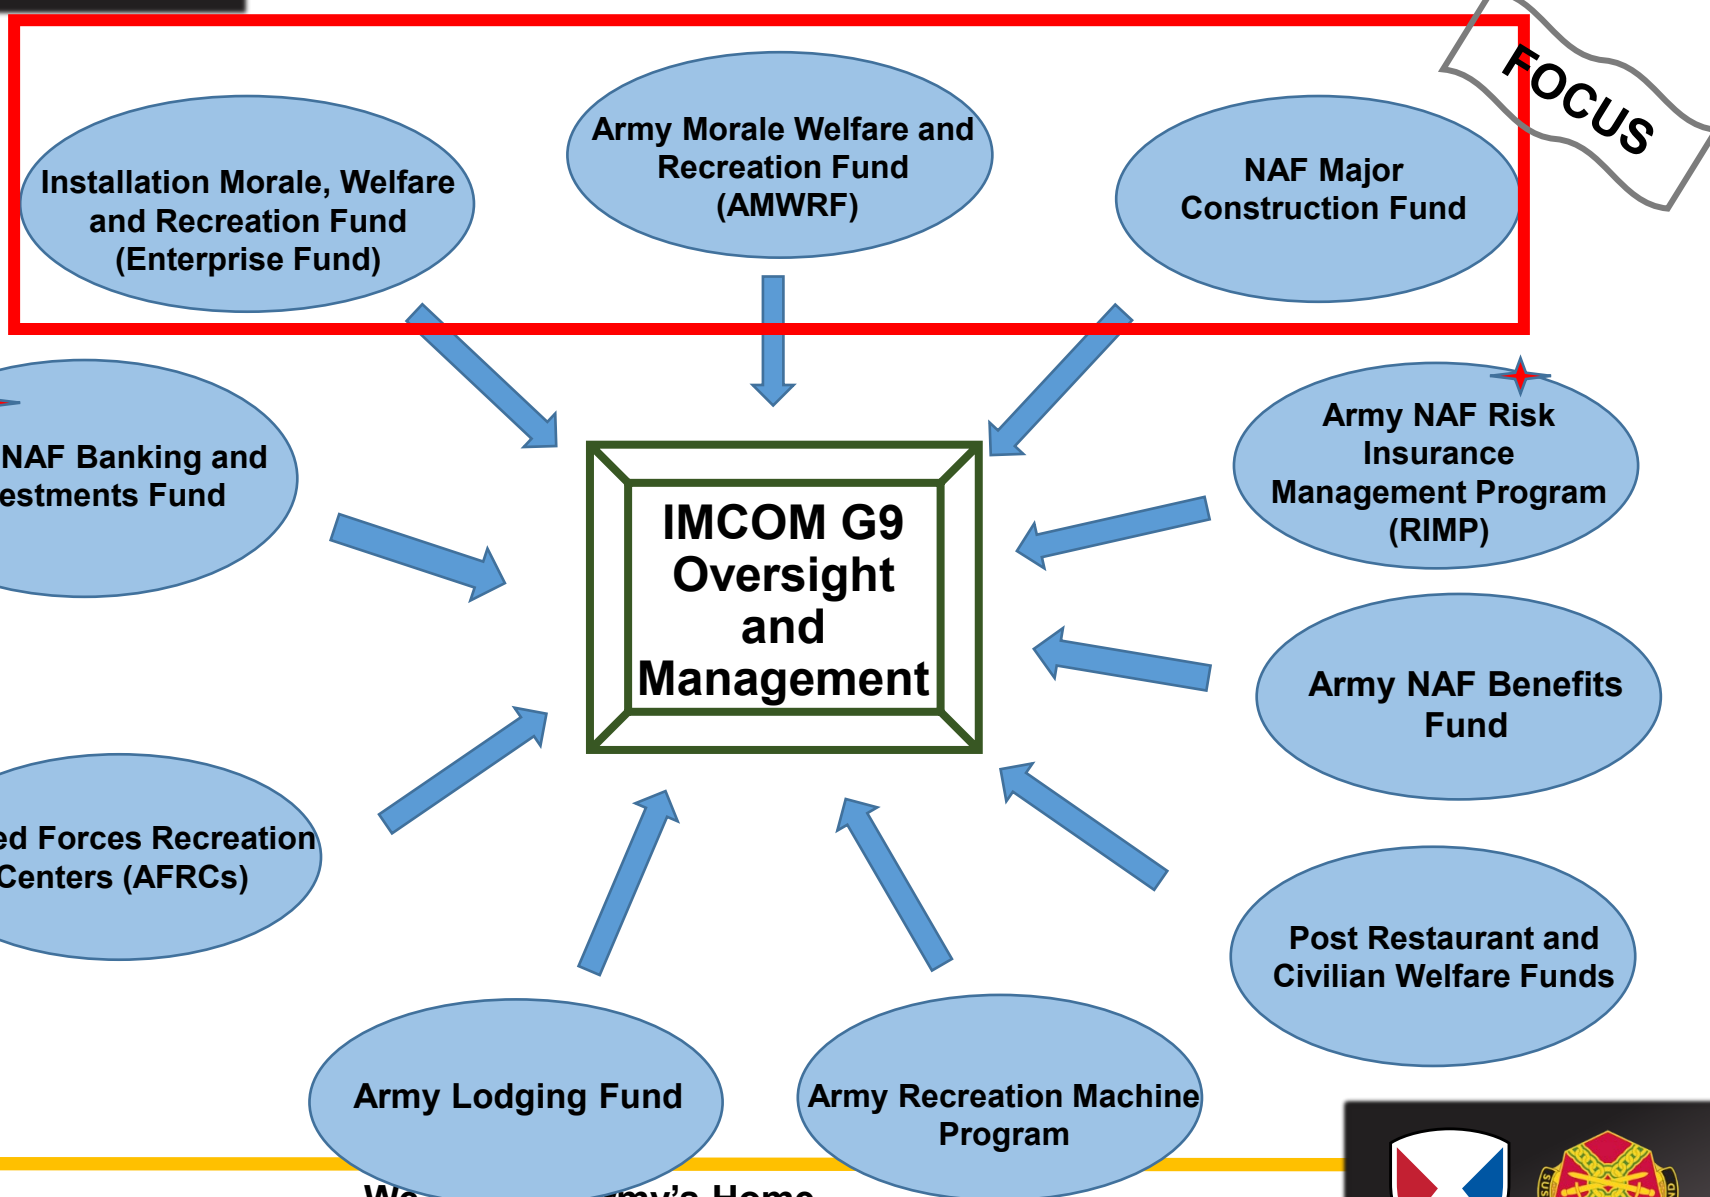 FOCUS
Installation Morale, Welfare
and Recreation Fund
(Enterprise Fund)
Army Morale Welfare and
Recreation Fund
(AMWRF)
NAF Major
Construction Fund
NAF Banking and
estments Fund
IMCOM G9
Oversight
and
Management
Army NAF Risk
Insurance
Management Program
(RIMP)
Army NAF Benefits
Fund
ed Forces Recreation
Centers (AFRCs)
Post Restaurant and
Civilian Welfare Funds
Army Lodging Fund
Army Recreation Machine
Program
We my's Home